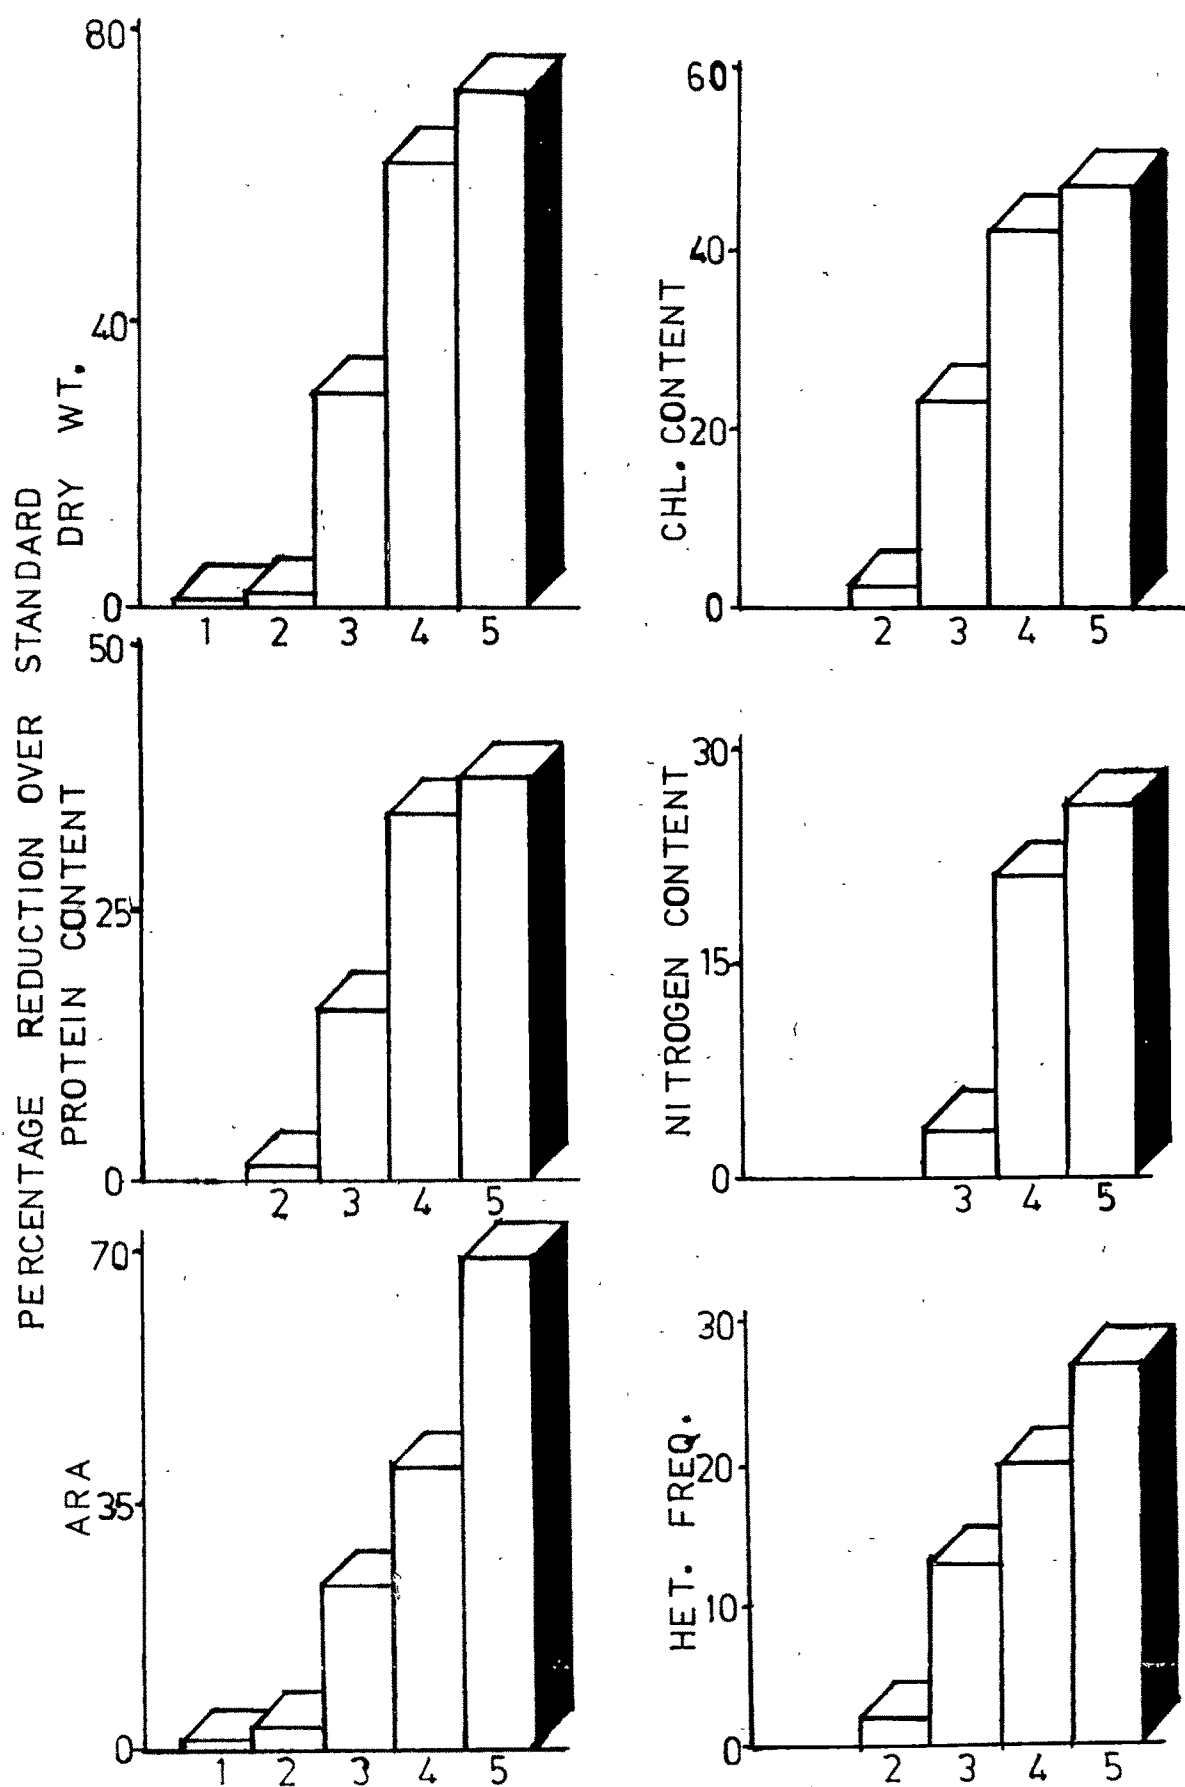 PERCENTAGE REDUCTION OVER STANDARD
DRY WT.
80
40
0
1 2 3 4 5
CHL. CONTENT
60
40
20
0
2 3 4 5
PROTEIN CONTENT
50
25
0
2 3 4 5
NITROGEN CONTENT
30
15
0
3 4 5
ARA
70
35
0
1 2 3 4 5
HET. FREQ.
30
20
10
0
2 3 4 5